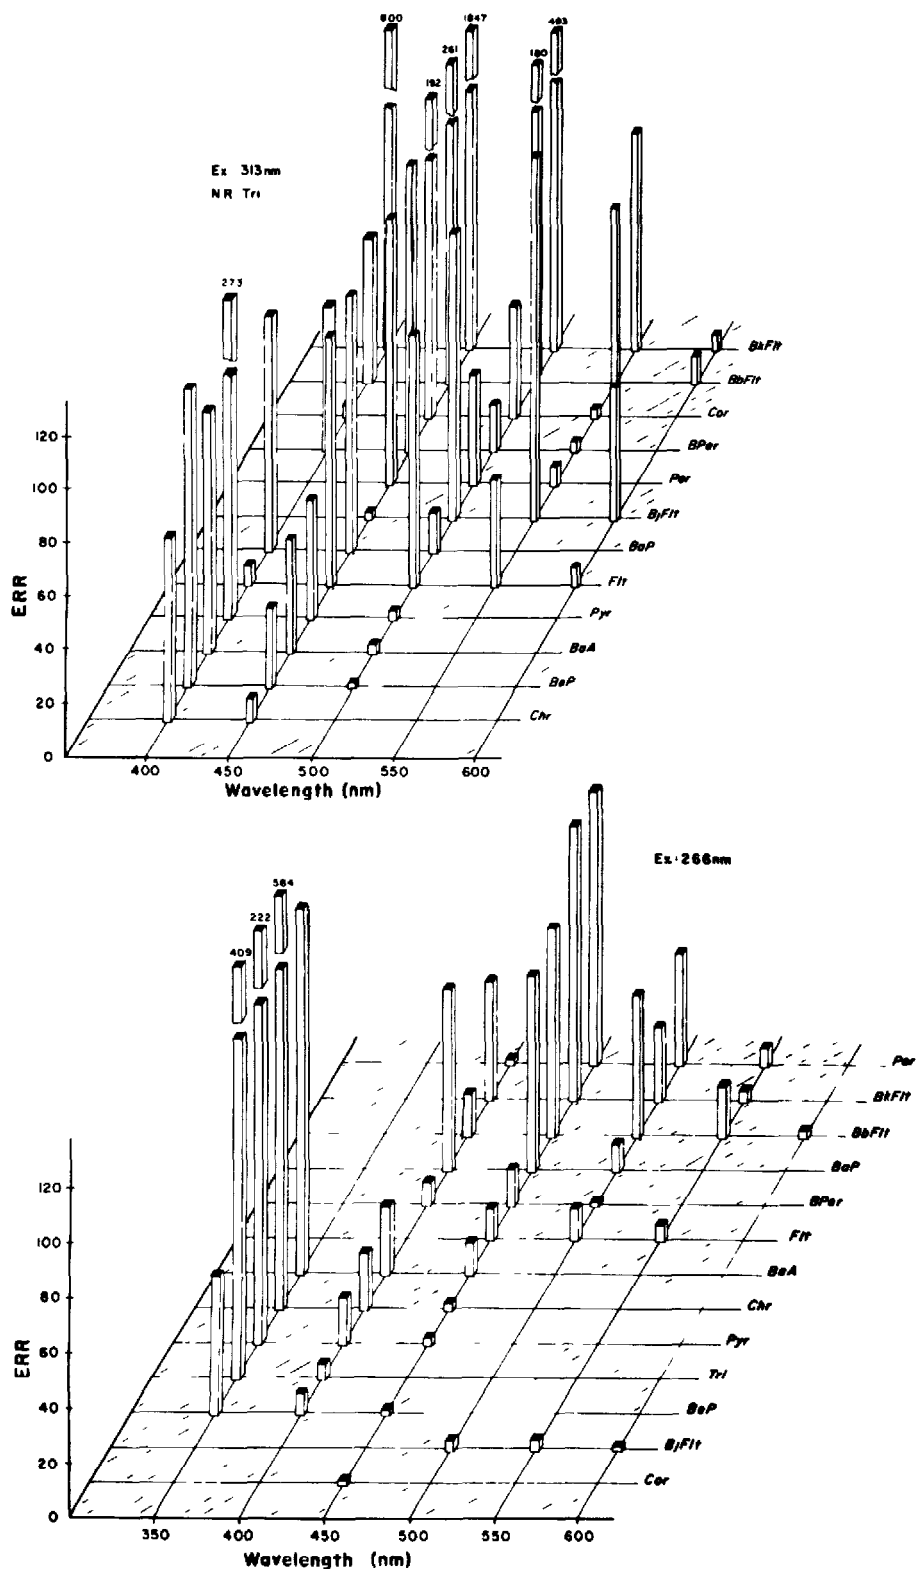 800
1847
483
261
180
192
Ex 313nm
NR Tri
273
BkFlt
BbFlt
Cor
BPer
Per
BjFlt
BaP
Flt
Pyr
BaA
BeP
Chr
120
100
80
60
40
20
0
ERR
400
450
500
550
600
Wavelength (nm)
Ex. 266nm
584
222
409
Per
BkFlt
BbFlt
BaP
BPer
Flt
BaA
Chr
Pyr
Tri
BeP
BjFlt
Cor
120
100
80
60
40
20
0
ERR
350
400
450
500
550
600
Wavelength (nm)